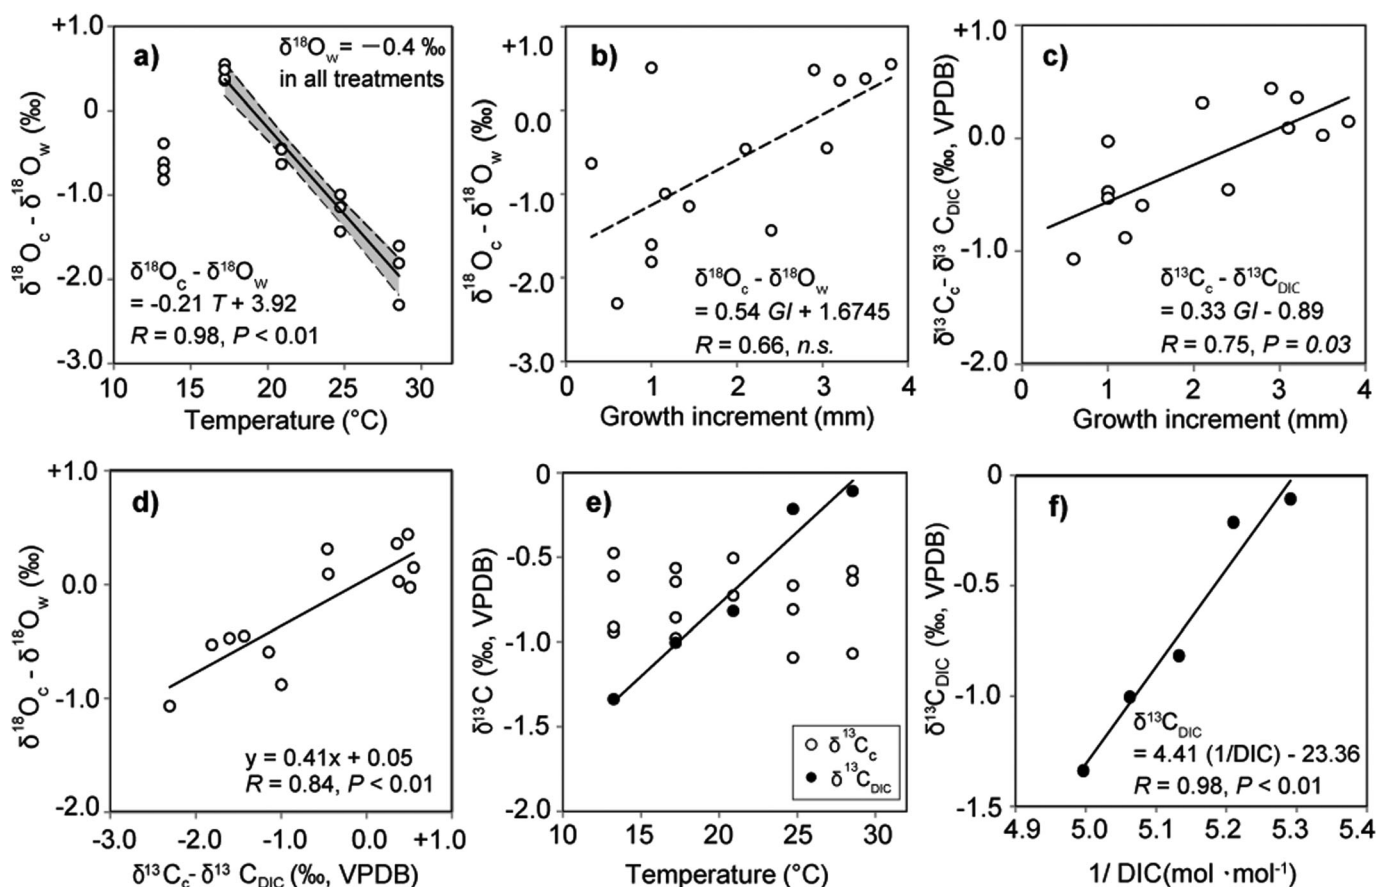 a)
δ18Ow= −0.4 ‰
in all treatments
+1.0
0
-1.0
-2.0
-3.0
δ18Oc - δ18Ow (‰)
δ18Oc - δ18Ow
= -0.21 T + 3.92
R = 0.98, P < 0.01
10 15 20 25 30
Temperature (°C)
b)
+1.0
0.0
-1.0
-2.0
-3.0
δ18Oc - δ18Ow (‰)
δ18Oc - δ18Ow
= 0.54 GI + 1.6745
R = 0.66, n.s.
0 1 2 3 4
Growth increment (mm)
c)
+1.0
0.0
-1.0
-2.0
δ13Cc- δ13 CDIC (‰, VPDB)
δ13Cc - δ13CDIC
= 0.33 GI - 0.89
R = 0.75, P = 0.03
0 1 2 3 4
Growth increment (mm)
d)
+1.0
0.0
-1.0
-2.0
δ18Oc - δ18Ow (‰)
y = 0.41x + 0.05
R = 0.84, P < 0.01
-3.0 -2.0 -1.0 0.0 +1.0
δ13Cc- δ13 CDIC (‰, VPDB)
e)
0
-0.5
-1.0
-1.5
-2.0
δ13C (‰, VPDB)
δ13Cc
δ13CDIC
10 15 20 25 30
Temperature (°C)
f)
0
-0.5
-1.0
-1.5
δ13CDIC (‰, VPDB)
δ13CDIC
= 4.41 (1/DIC) - 23.36
R = 0.98, P < 0.01
4.9 5.0 5.1 5.2 5.3 5.4
1/ DIC(mol ·mol-1)